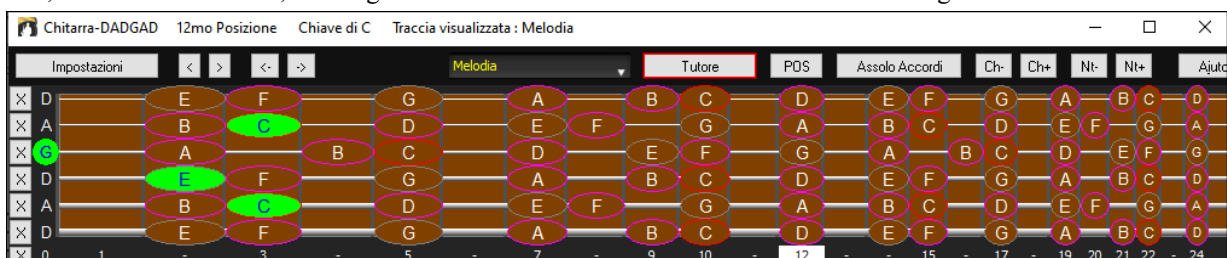 Chitarra-DADGAD 12mo Posizione Chiave di C Traccia visualizzata : Melodia
Impostazioni < > <- -> Melodia Tutore POS Assolo Accordi Ch- Ch+ Nt- Nt+ Ajuto
X D E F G A B C D E F G A B C D
X A B C D E F G A B C D E F G A
X G A B C D E F G A B C D E F G
X D E F G A B C D E F G A B C D
X A B C D E F G A B C D E F G A
X D E F G A B C D E F G A B C D
X 0 1 - 3 - 5 - 7 - 9 10 - 12 - - 15 - 17 - 19 20 21 22 - 24